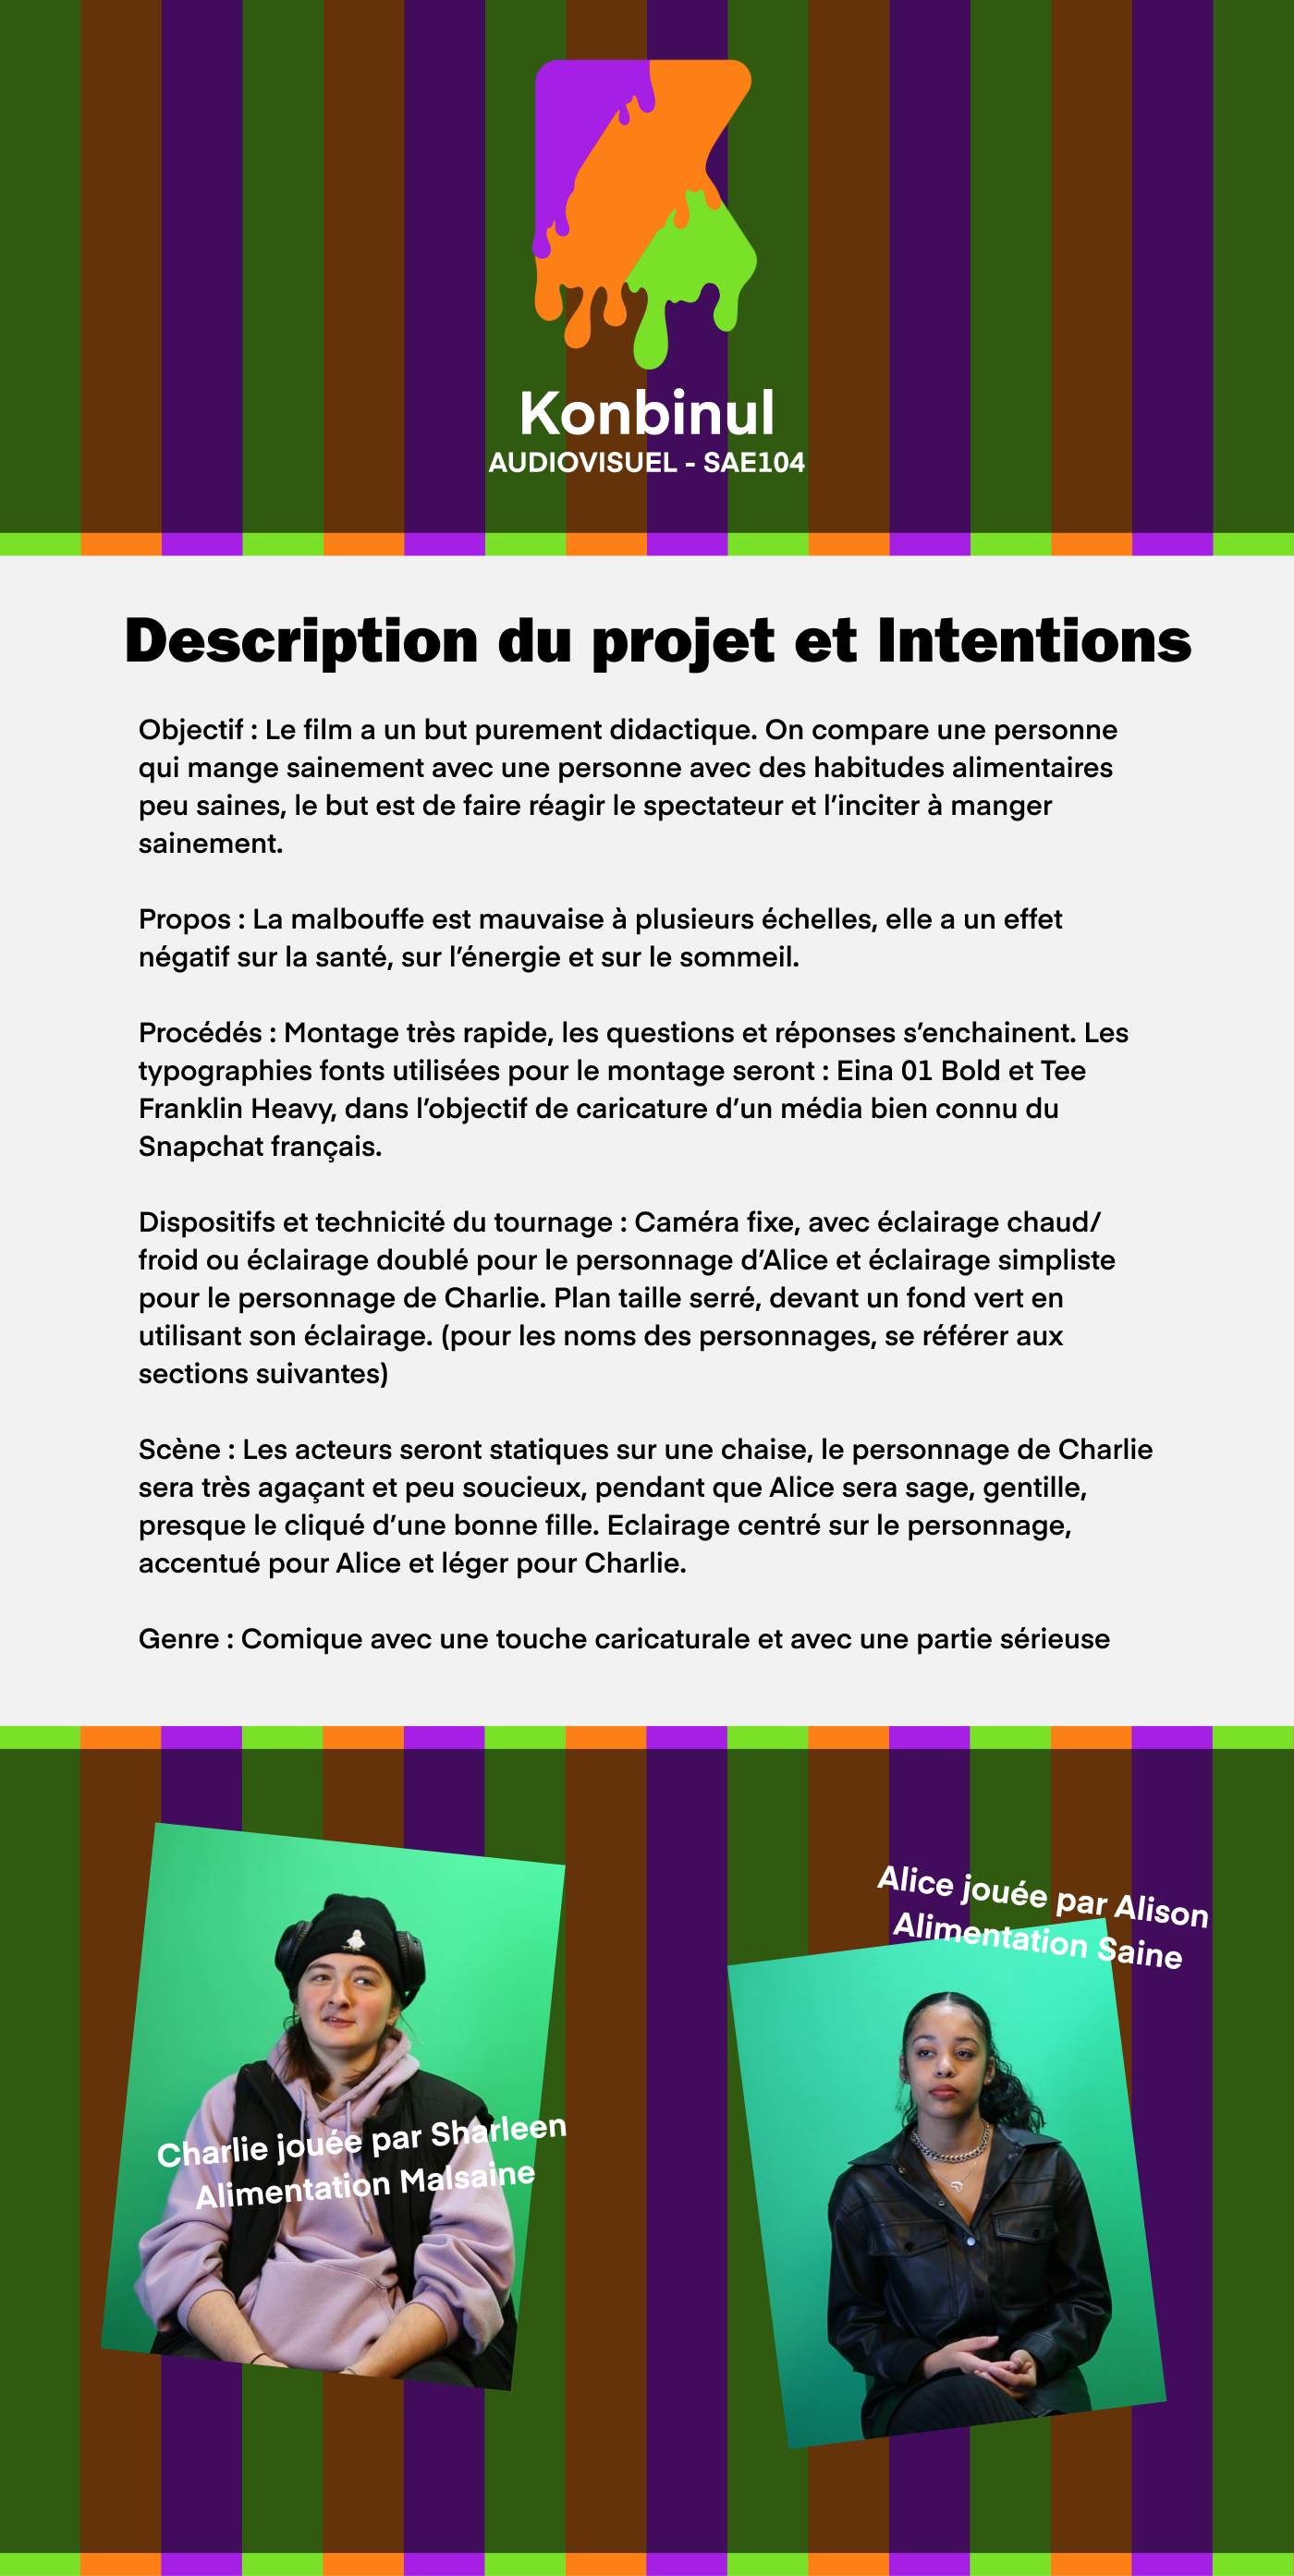 Konbinul
AUDIOVISUEL - SAE104
Description du projet et Intentions
Objectif : Le film a un but purement didactique. On compare une personne
qui mange sainement avec une personne avec des habitudes alimentaires
peu saines, le but est de faire réagir le spectateur et l’inciter à manger
sainement.
Propos : La malbouffe est mauvaise à plusieurs échelles, elle a un effet
négatif sur la santé, sur l’énergie et sur le sommeil.
Procédés : Montage très rapide, les questions et réponses s’enchainent. Les
typographies fonts utilisées pour le montage seront : Eina 01 Bold et Tee
Franklin Heavy, dans l’objectif de caricature d’un média bien connu du
Snapchat français.
Dispositifs et technicité du tournage : Caméra fixe, avec éclairage chaud/
froid ou éclairage doublé pour le personnage d’Alice et éclairage simpliste
pour le personnage de Charlie. Plan taille serré, devant un fond vert en
utilisant son éclairage. (pour les noms des personnages, se référer aux
sections suivantes)
Scène : Les acteurs seront statiques sur une chaise, le personnage de Charlie
sera très agaçant et peu soucieux, pendant que Alice sera sage, gentille,
presque le cliqué d’une bonne fille. Eclairage centré sur le personnage,
accentué pour Alice et léger pour Charlie.
Genre : Comique avec une touche caricaturale et avec une partie sérieuse
Alice jouée par Alison
Alimentation Saine
Charlie jouée par Sharleen
Alimentation Malsaine